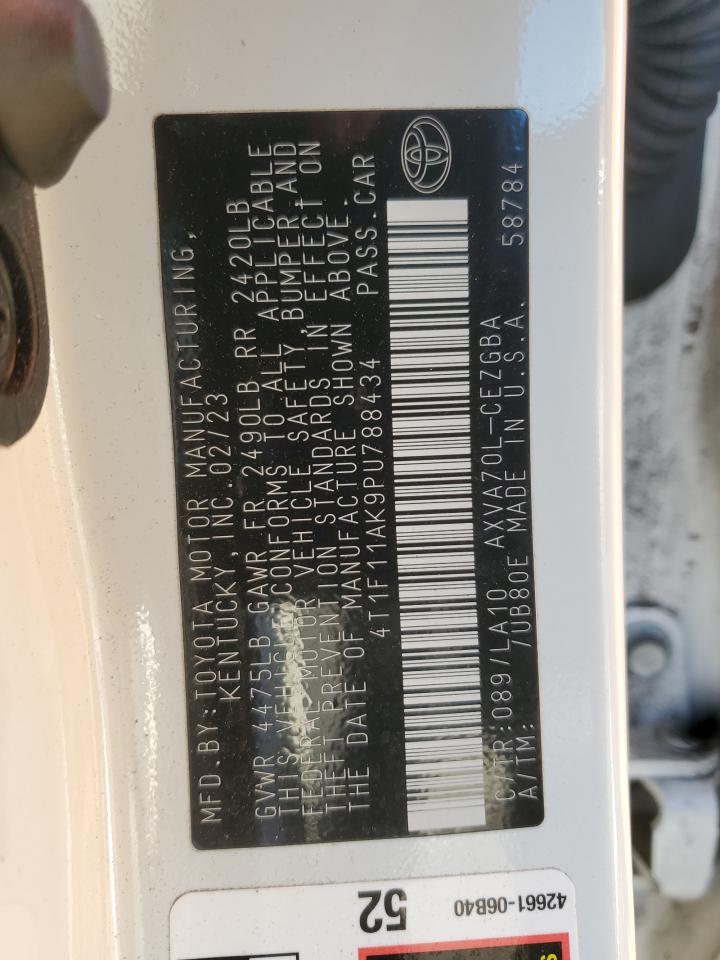 MFD.BY:TOYOTA MOTOR MANUFACTURING,
KENTUCKY, INC.02/23
GVWR 4475LB GAWR FR 2490LB RR 2420LB
THIS VEHICLE CONFORMS TO ALL APPLICABLE
FEDERAL MOTOR VEHICLE SAFETY, BUMPER, AND
THEFT PREVENTION STANDARDS IN EFFECT ON
THE DATE OF MANUFACTURE SHOWN ABOVE.
4T1F11AK9PU788434 PASS.CAR
C/TR:089/LA10 AXVA70L-CEZGBA
A/TM: /UB80E MADE IN U.S.A. 58784
52
42661-06B40